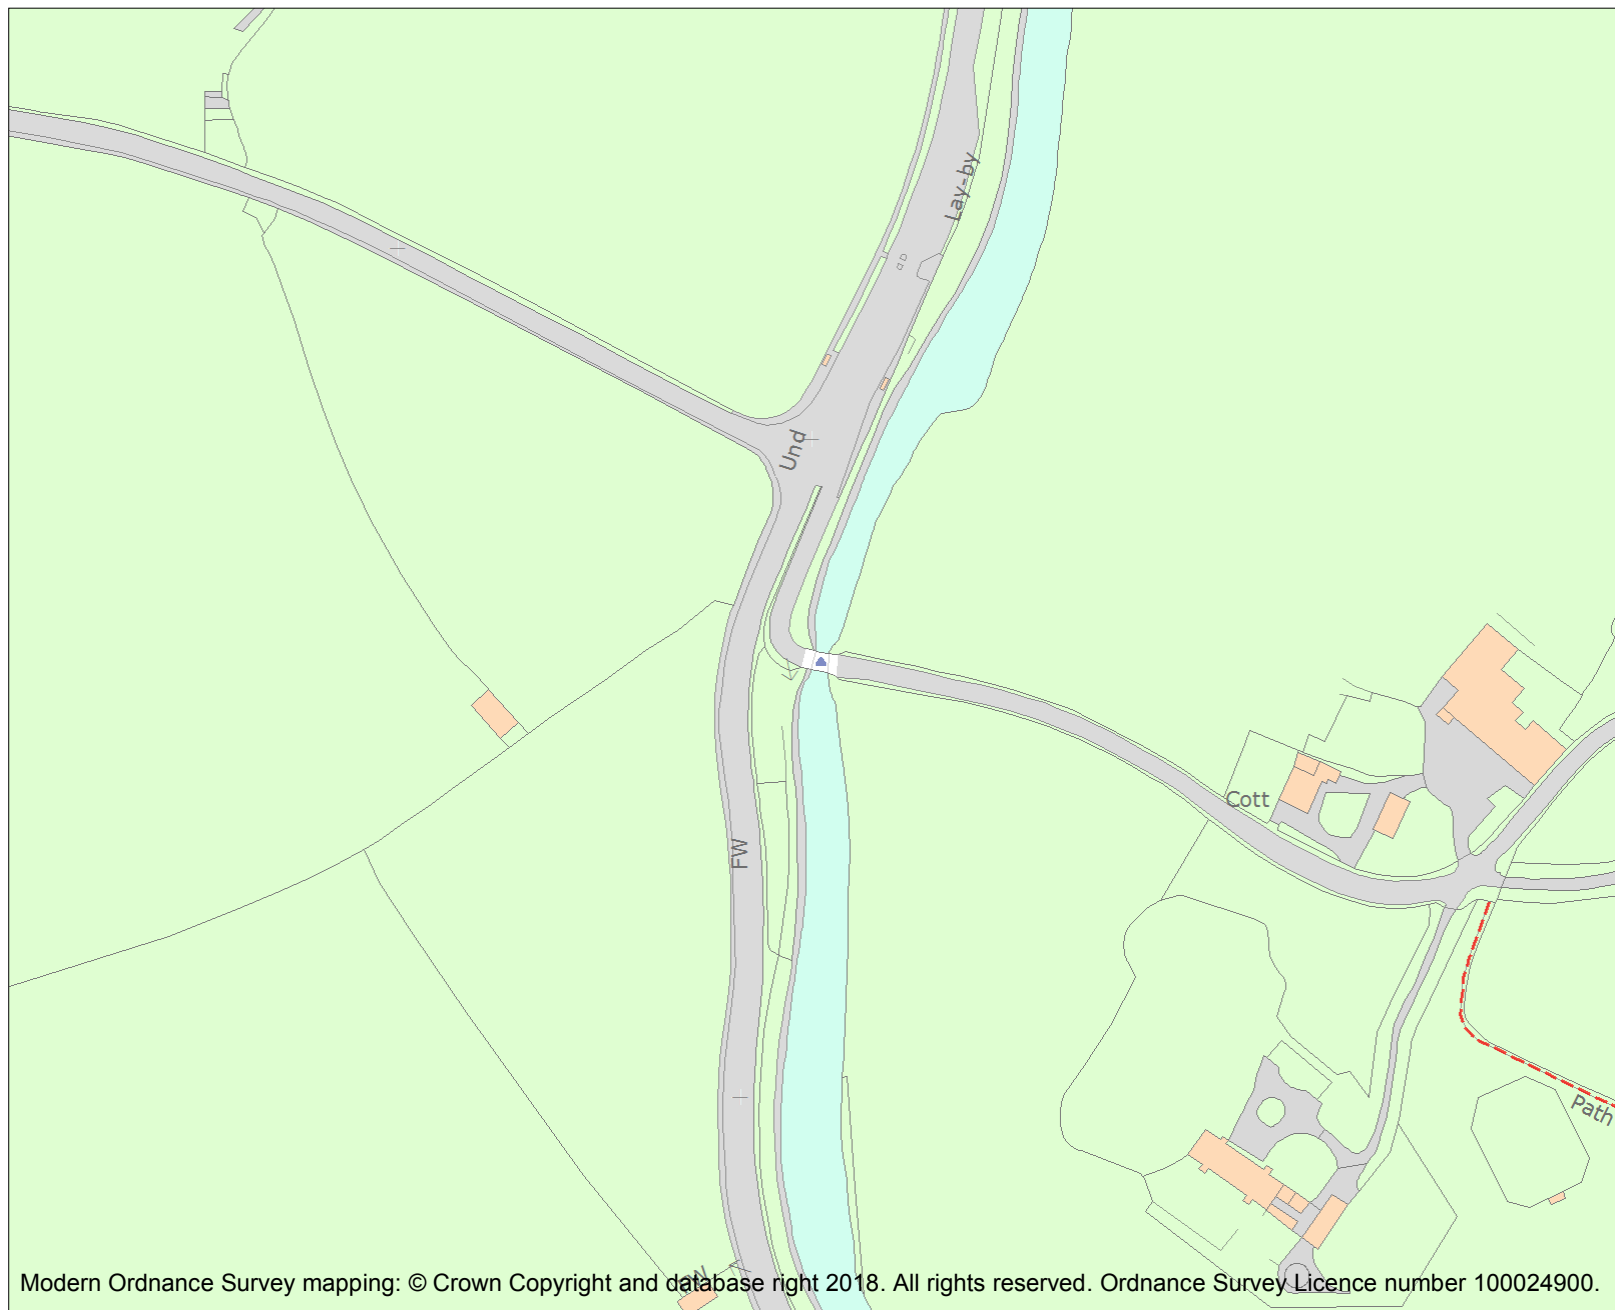 Lay-by
Und
Cott
FW
Path
FW
Modern Ordnance Survey mapping: © Crown Copyright and database right 2018. All rights reserved. Ordnance Survey Licence number 100024900.